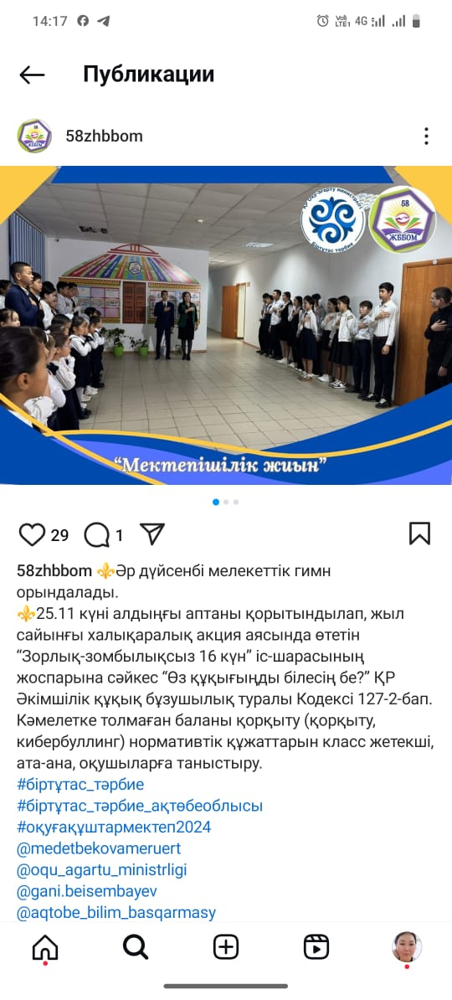 14:17
Vo)) LTE1 4G
Публикации
58zhbbom
ҚР Оқу-ағарту министрлігі
Біртұтас тәрбие
58
ЖББОМ
58
ЖББОМ
“Мектепішілік жиын”
29 1
58zhbbom ⚜️Әр дүйсенбі мелекеттік гимн
орындалады.
⚜️25.11 күні алдыңғы аптаны қорытындылап, жыл
сайынғы халықаралық акция аясында өтетін
“Зорлық-зомбылықсыз 16 күн” іс-шарасының
жоспарына сәйкес “Өз құқығыңды білесің бе?” ҚР
Әкімшілік құқық бұзушылық туралы Кодексі 127-2-бап.
Кәмелетке толмаған баланы қорқыту (қорқыту,
кибербуллинг) нормативтік құжаттарын класс жетекші,
ата-ана, оқушыларға таныстыру.
#біртұтас_тәрбие
#біртұтас_тәрбие_ақтөбеоблысы
#оқуғақұштармектеп2024
@medetbekovameruert
@oqu_agartu_ministrligi
@gani.beisembayev
@aqtobe_bilim_basqarmasy